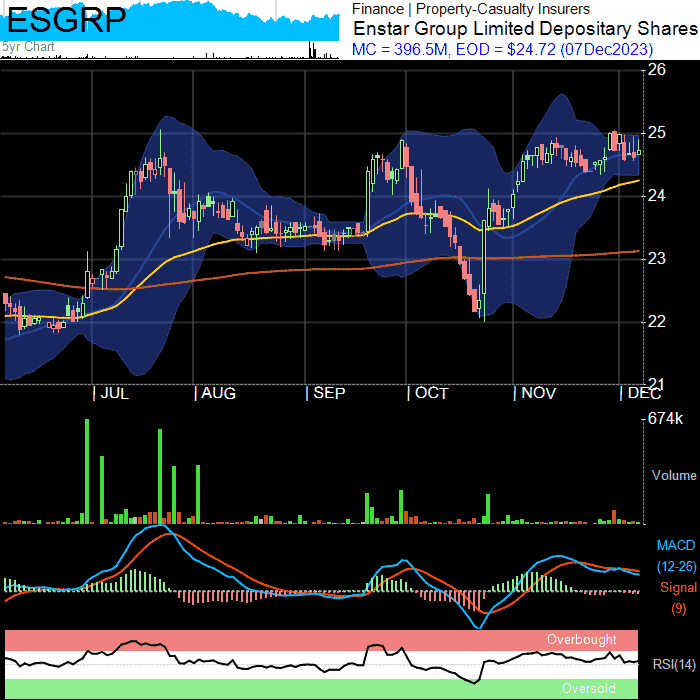 ESGRP
5yr Chart
Finance | Property-Casualty Insurers
Enstar Group Limited Depositary Shares
MC = 396.5M, EOD = $24.72 (07Dec2023)
26
25
24
23
22
21
JUL AUG SEP OCT NOV DEC
674k
Volume
MACD
(12-26)
Signal
(9)
Overbought
RSI(14)
Oversold